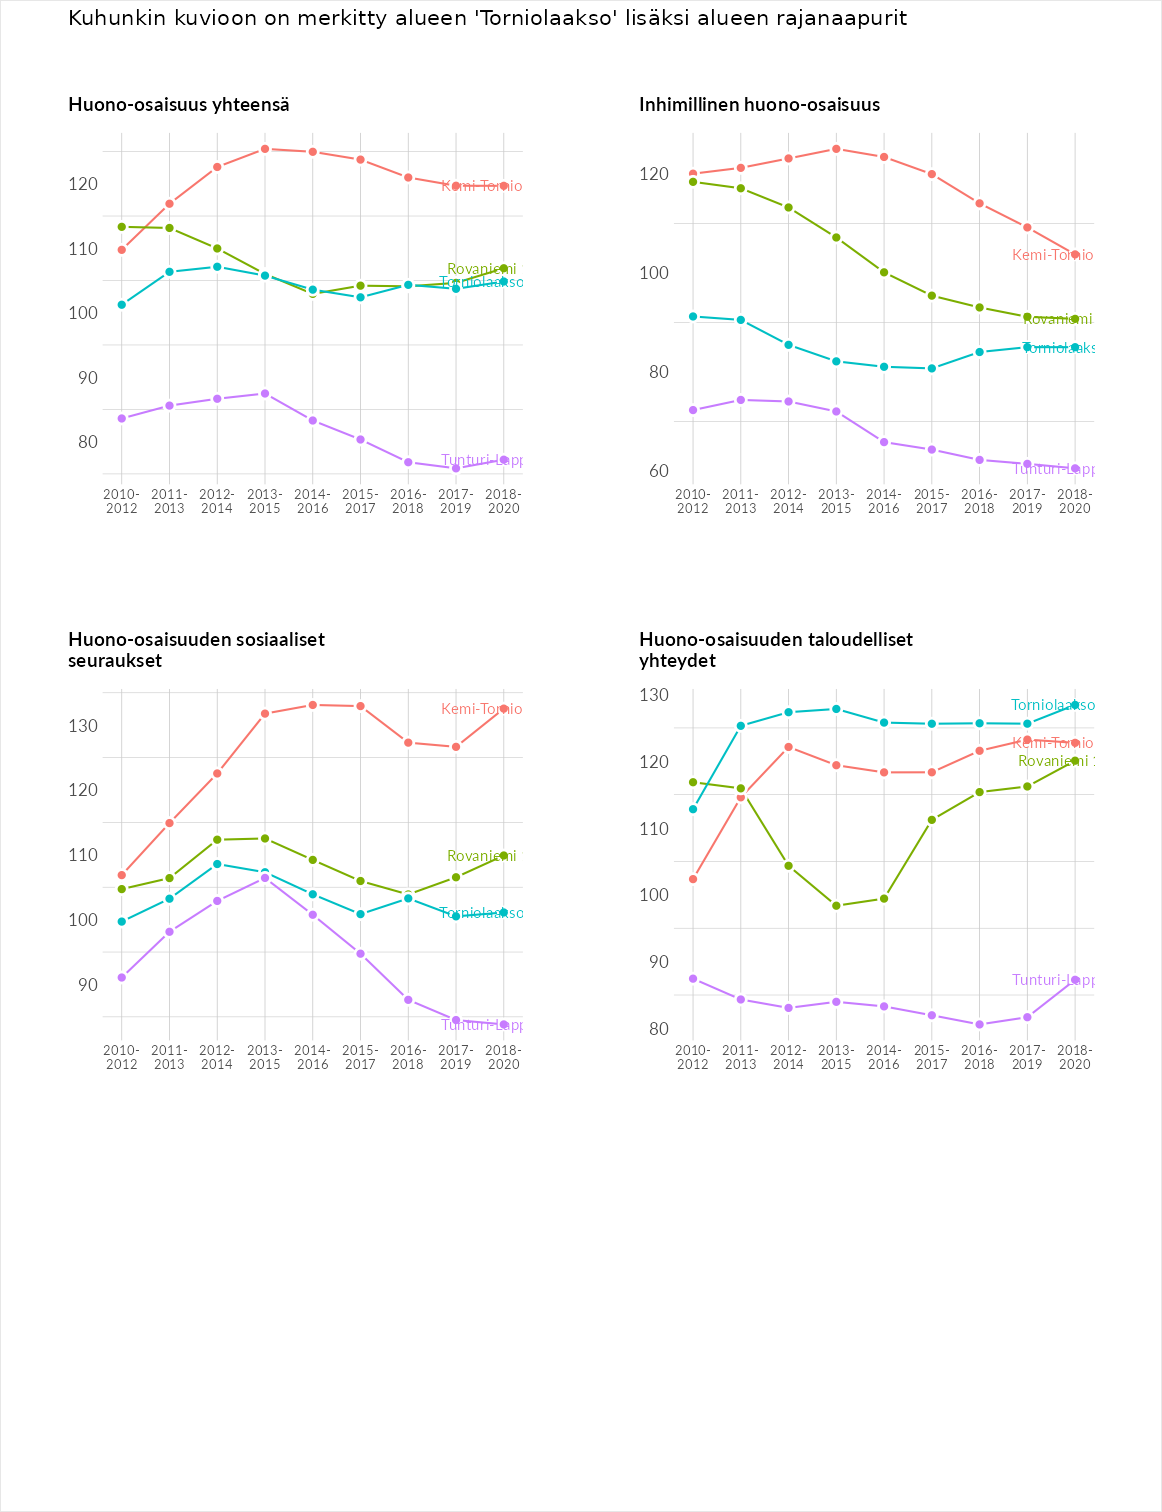 Kuhunkin kuvioon on merkitty alueen 'Torniolaakso' lisäksi alueen rajanaapurit
Huono-osaisuus yhteensä
120
110
100
90
80
Kemi-Tornio
Rovaniemi
Torniolaakso
Tunturi-Lapp
2010- 2011- 2012- 2013- 2014- 2015- 2016- 2017- 2018-
2012 2013 2014 2015 2016 2017 2018 2019 2020
Inhimillinen huono-osaisuus
120
100
80
60
Kemi-Tornio
Rovaniemi
Torniolaaks
Tunturi-Lapp
2010- 2011- 2012- 2013- 2014- 2015- 2016- 2017- 2018-
2012 2013 2014 2015 2016 2017 2018 2019 2020
Huono-osaisuuden sosiaaliset
seuraukset
130
120
110
100
90
Kemi-Tornio
Rovaniemi
Torniolaakso
Tunturi-Lapp
2010- 2011- 2012- 2013- 2014- 2015- 2016- 2017- 2018-
2012 2013 2014 2015 2016 2017 2018 2019 2020
Huono-osaisuuden taloudelliset
yhteydet
130
120
110
100
90
80
Torniolaakso
Kemi-Tornio
Rovaniemi
Tunturi-Lapp
2010- 2011- 2012- 2013- 2014- 2015- 2016- 2017- 2018-
2012 2013 2014 2015 2016 2017 2018 2019 2020